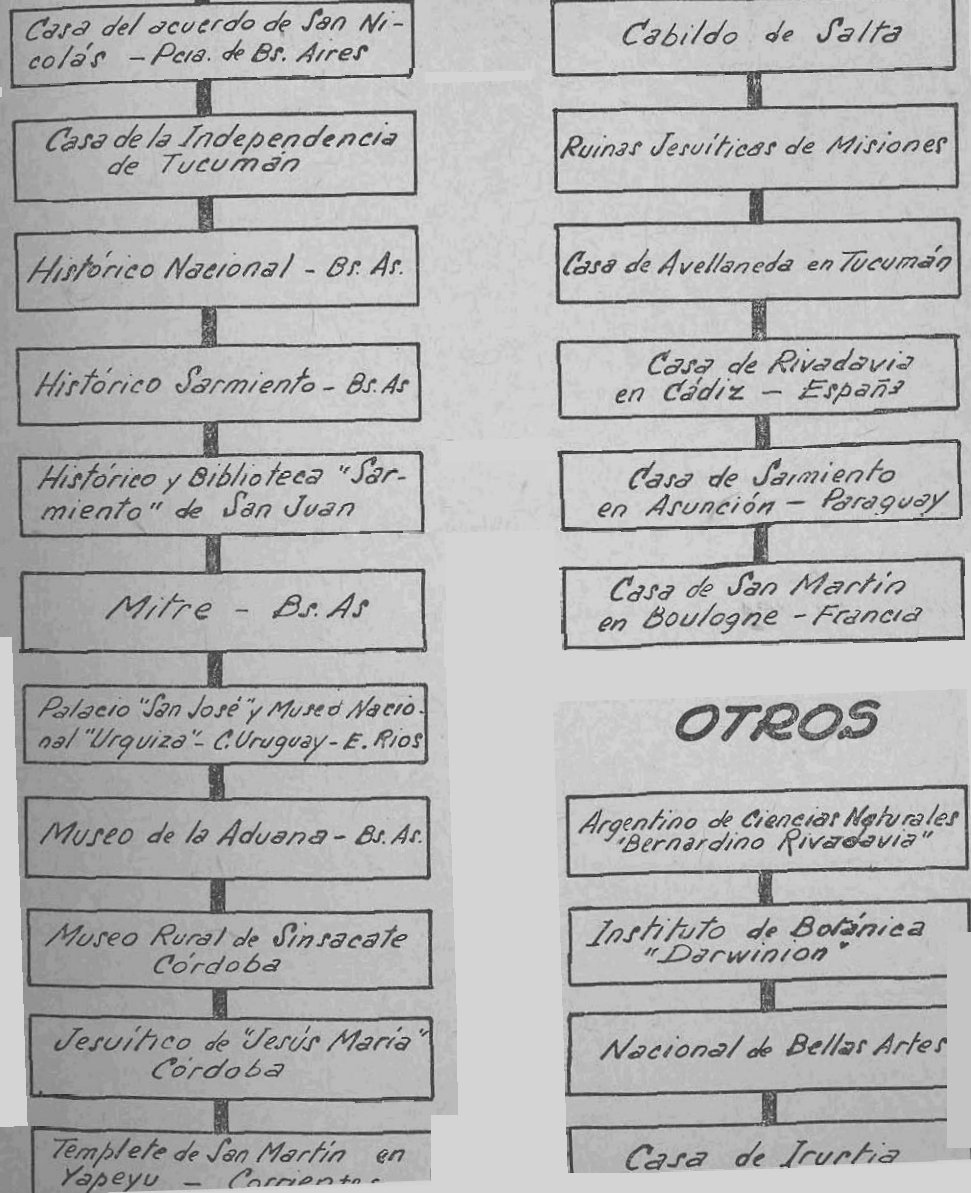 Casa del acuerdo de San Ni-
colás - Pcia. de Bs. Aires
Casa de la Independencia
de Tucumán
Histórico Nacional - Bs. As.
Histórico Sarmiento - Bs. As
Histórico y Biblioteca "Sar-
miento" de San Juan
Mitre - Bs. As
Palacio "San José" y Museo Nacio-
nal "Urquiza" - C. Uruguay - E. Rios
Museo de la Aduana - Bs. As.
Museo Rural de Sinsacate
Córdoba
Jesuítico de "Jesús María"
Córdoba
Templete de San Martín en
Yapeyu - Corrientes
Cabildo de Salta
Ruinas Jesuíticas de Misiones
Casa de Avellaneda en Tucumán
Casa de Rivadavia
en Cádiz - España
Casa de Sarmiento
en Asunción - Paraguay
Casa de San Martín
en Boulogne - Francia
OTROS
Argentino de Ciencias Naturales
"Bernardino Rivadavia"
Instituto de Botánica
"Darwinion"
Nacional de Bellas Artes
Casa de Irurtia